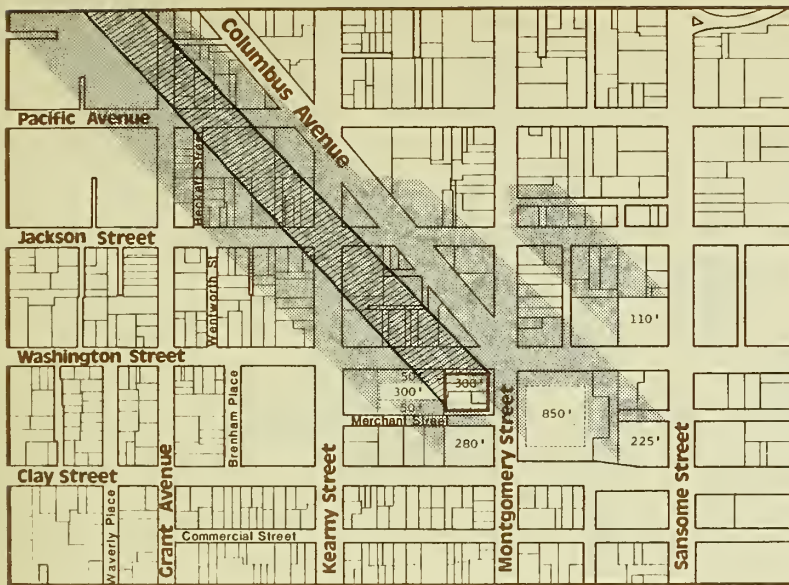 Columbus Avenue
Pacific Avenue
Beckett Street
Jackson Street
Wentworth St
110'
Washington Street
50'
300'
300'
50'
850'
Merchant Street
280'
225'
Brenham Place
Clay Street
Grant Avenue
Kearny Street
Montgomery Street
Sansome Street
Waverly Place
Commercial Street